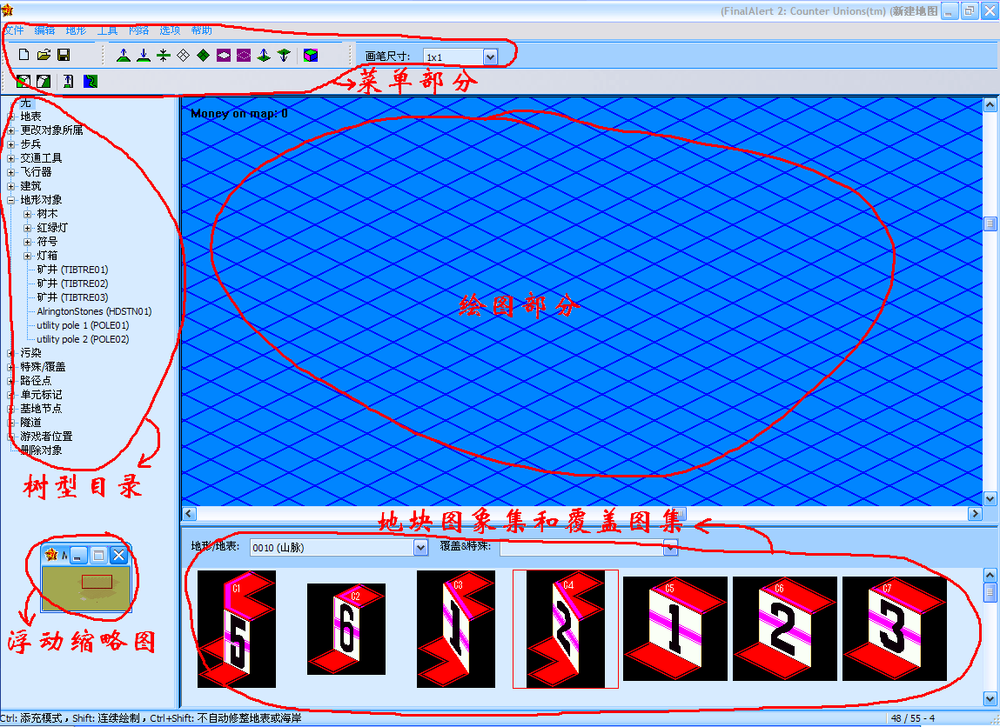 (FinalAlert 2: Counter Unions(tm) (新建地图
文件 编辑 地形 工具 网络 选项 帮助
画笔尺寸: 1x1
菜单部分
Money on map: 0
无
地表
更改对象所属
步兵
交通工具
飞行器
建筑
地形对象
树木
红绿灯
符号
灯箱
矿井 (TIBTRE01)
矿井 (TIBTRE02)
矿井 (TIBTRE03)
AlringtonStones (HDSTN01)
utility pole 1 (POLE01)
utility pole 2 (POLE02)
污染
特殊/覆盖
路径点
单元标记
基地节点
隧道
游戏者位置
删除对象
绘图部分
树型目录
地块图象集和覆盖图集
地形/地表: 0010 (山脉) 覆盖&特殊:
浮动缩略图
C1 C2 C3 C4 C5 C6 C7
5 6 1 2 1 2 3
Ctrl: 添充模式，Shift: 连续绘制，Ctrl+Shift: 不自动修整地表或海岸
48 / 55 - 4